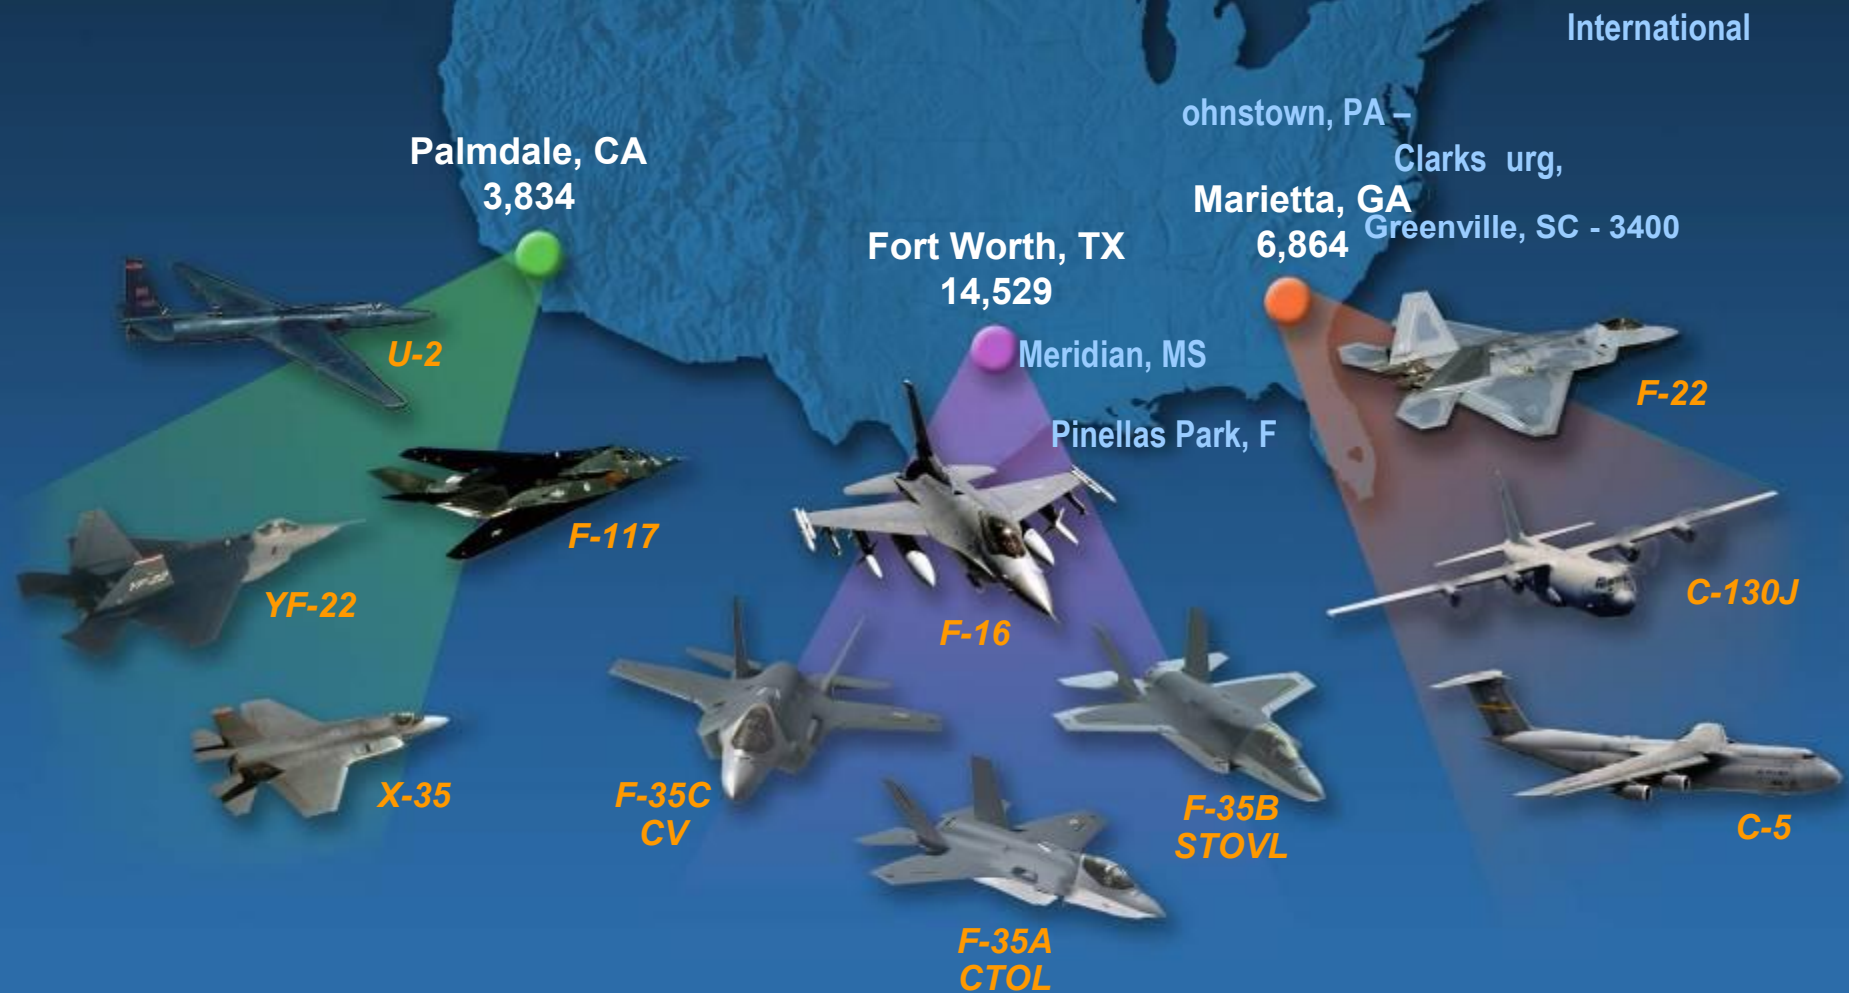 International
ohnstown, PA –
Clarks urg,
Palmdale, CA
3,834
Marietta, GA
6,864
Greenville, SC - 3400
Fort Worth, TX
14,529
Meridian, MS
Pinellas Park, F
U-2
F-22
F-117
YF-22
F-16
C-130J
X-35
F-35C
CV
F-35B
STOVL
C-5
F-35A
CTOL